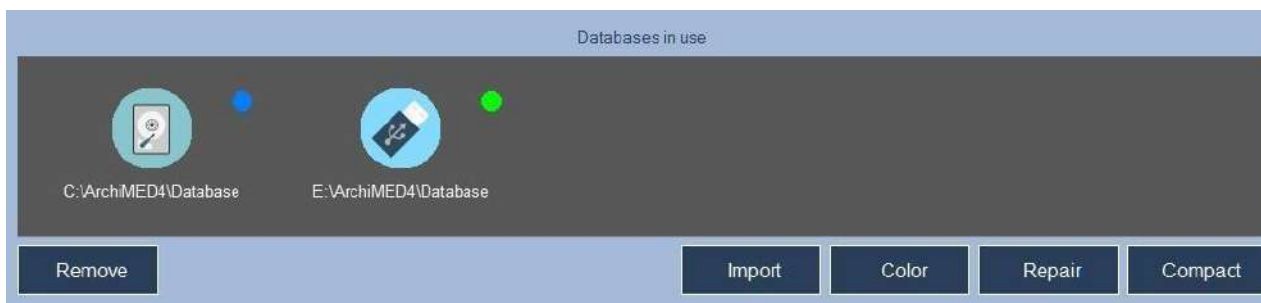 Databases in use
C:\ArchiMED4\Database
E:\ArchiMED4\Database
Remove
Import
Color
Repair
Compact